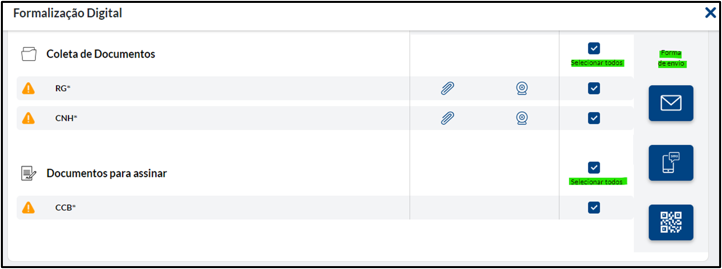 Formalização Digital
Coleta de Documentos
Selecionar todos
Forma
de envio
RG*
CNH*
Documentos para assinar
Selecionar todos
CCB*